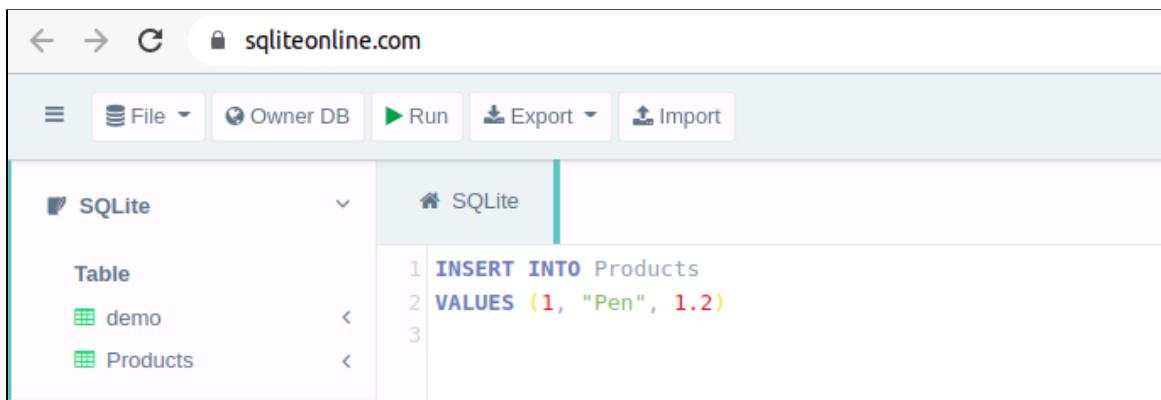 sqliteonline.com
File Owner DB Run Export Import
SQLite
SQLite
Table
demo
Products
1 INSERT INTO Products
2 VALUES (1, "Pen", 1.2)
3